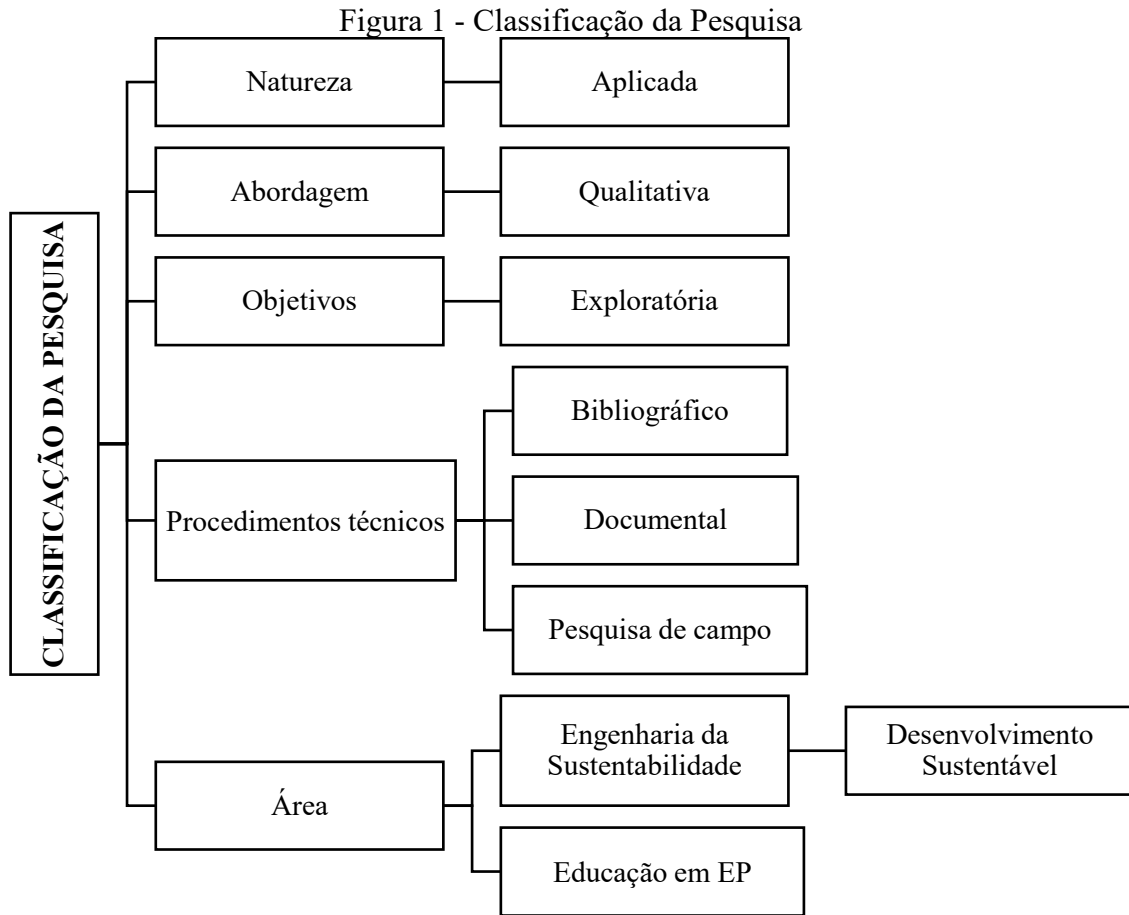 Figura 1 - Classificação da Pesquisa
CLASSIFICAÇÃO DA PESQUISA
Natureza
Aplicada
Abordagem
Qualitativa
Objetivos
Exploratória
Procedimentos técnicos
Bibliográfico
Documental
Pesquisa de campo
Área
Engenharia da
Sustentabilidade
Desenvolvimento
Sustentável
Educação em EP